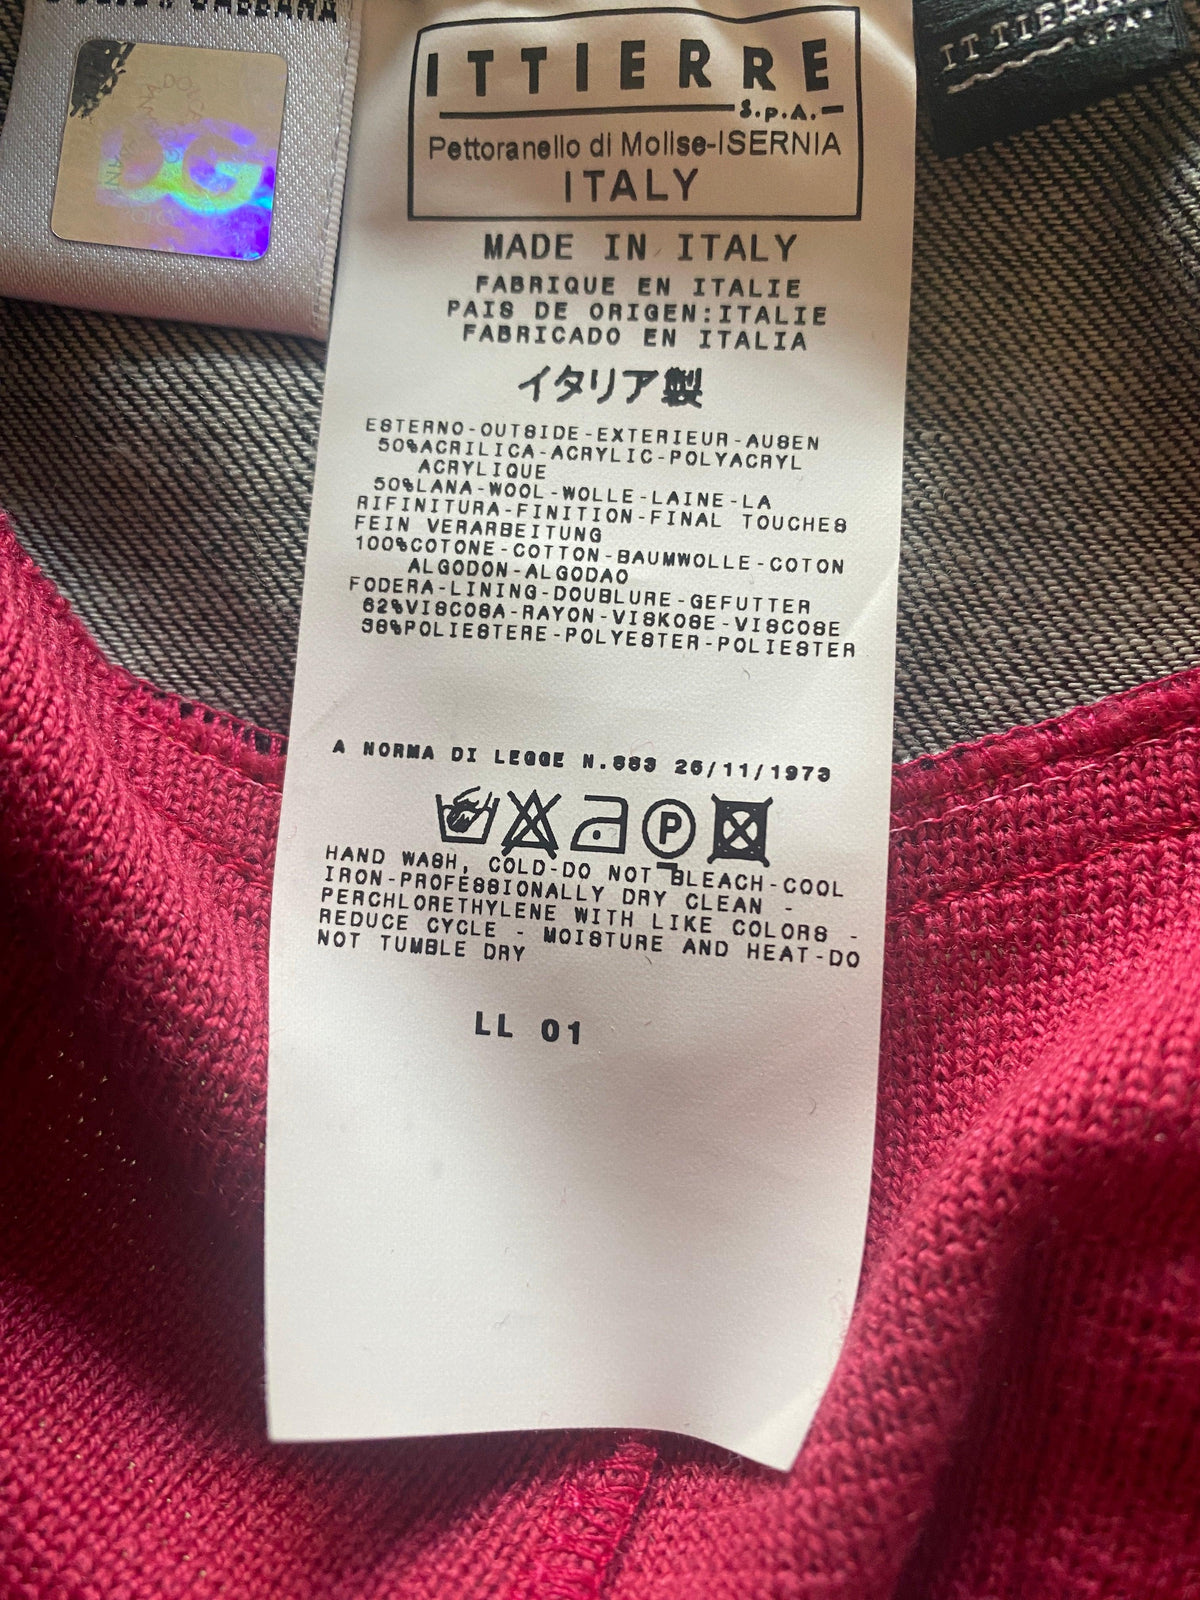 DOLCE & GABBANA
DG
DOLCE
ITTIERRE
S.p.A.
ITTIERRE
S.p.A.
Pettoranello di Molise-ISERNIA
ITALY
MADE IN ITALY
FABRIQUE EN ITALIE
PAIS DE ORIGEN:ITALIE
FABRICADO EN ITALIA
イタリア製
ESTERNO-OUTSIDE-EXTERIEUR-AUSEN
50%ACRILICA-ACRYLIC-POLYACRYL
ACRYLIQUE
50%LANA-WOOL-WOLLE-LAINE-LA
RIFINITURA-FINITION-FINAL TOUCHES
FEIN VERARBEITUNG
100%COTONE-COTTON-BAUMWOLLE-COTON
ALGODON-ALGODAO
FODERA-LINING-DOUBLURE-GEFUTTER
62%VISCOSA-RAYON-VISKOSE-VISCOSE
38%POLIESTERE-POLYESTER-POLIESTER
A NORMA DI LEGGE N.883 26/11/1973
P
HAND WASH, COLD-DO NOT BLEACH-COOL
IRON-PROFESSIONALLY DRY CLEAN -
PERCHLORETHYLENE WITH LIKE COLORS -
REDUCE CYCLE - MOISTURE AND HEAT-DO
NOT TUMBLE DRY
LL 01